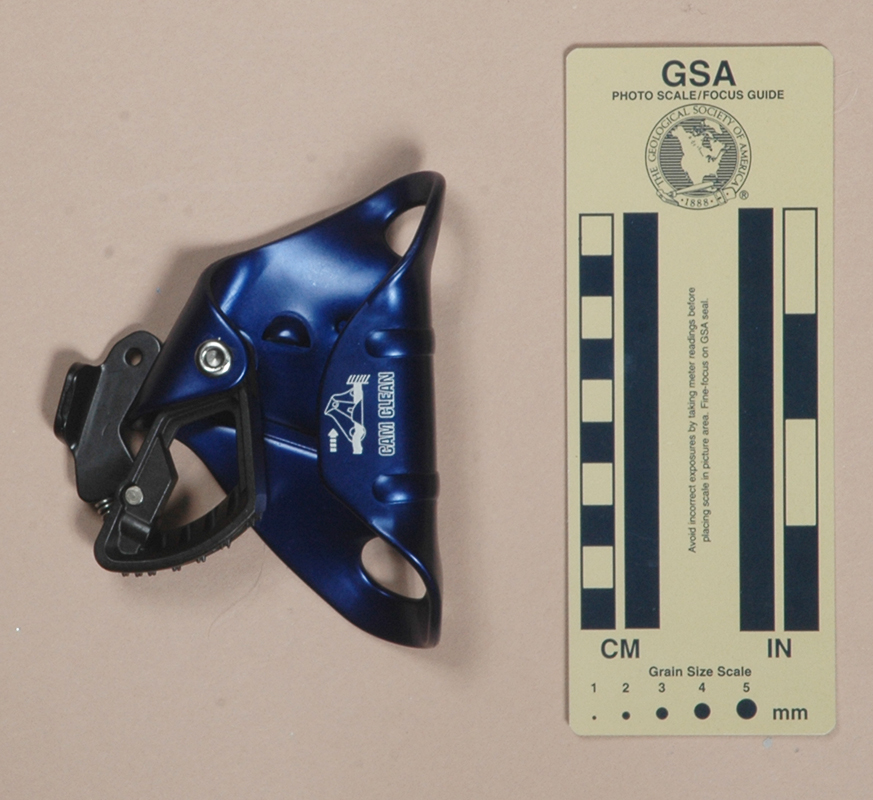 CAM CLEAN
GSA
PHOTO SCALE/FOCUS GUIDE
THE GEOLOGICAL SOCIETY OF AMERICA
·1888·
®
Avoid incorrect exposures by taking meter readings before
placing scale in picture area. Fine-focus on GSA seal.
CM IN
Grain Size Scale
1 2 3 4 5
mm